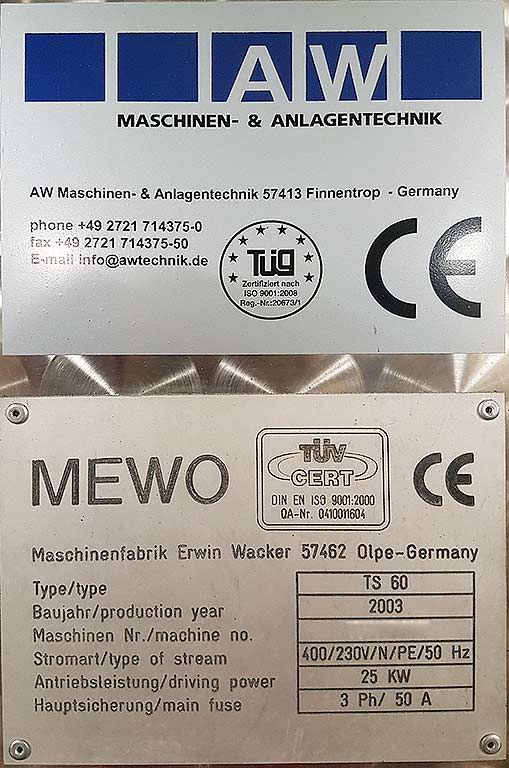 AW
MASCHINEN- & ANLAGENTECHNIK
AW Maschinen- & Anlagentechnik 57413 Finnentrop - Germany
phone +49 2721 714375-0
fax +49 2721 714375-50
E-mail info@awtechnik.de
TÜg
Zertifiziert nach
ISO 9001:2008
Reg.-Nr.:20673/1
CE
MEWO
TÜV
CERT
DIN EN ISO 9001:2000
QA-Nr. 0410011604
CE
Maschinenfabrik Erwin Wacker 57462 Olpe-Germany
Type/type TS 60
Baujahr/production year 2003
Maschinen Nr./machine no.
Stromart/type of stream 400/230V/N/PE/50 Hz
Antriebsleistung/driving power 25 KW
Hauptsicherung/main fuse 3 Ph/ 50 A